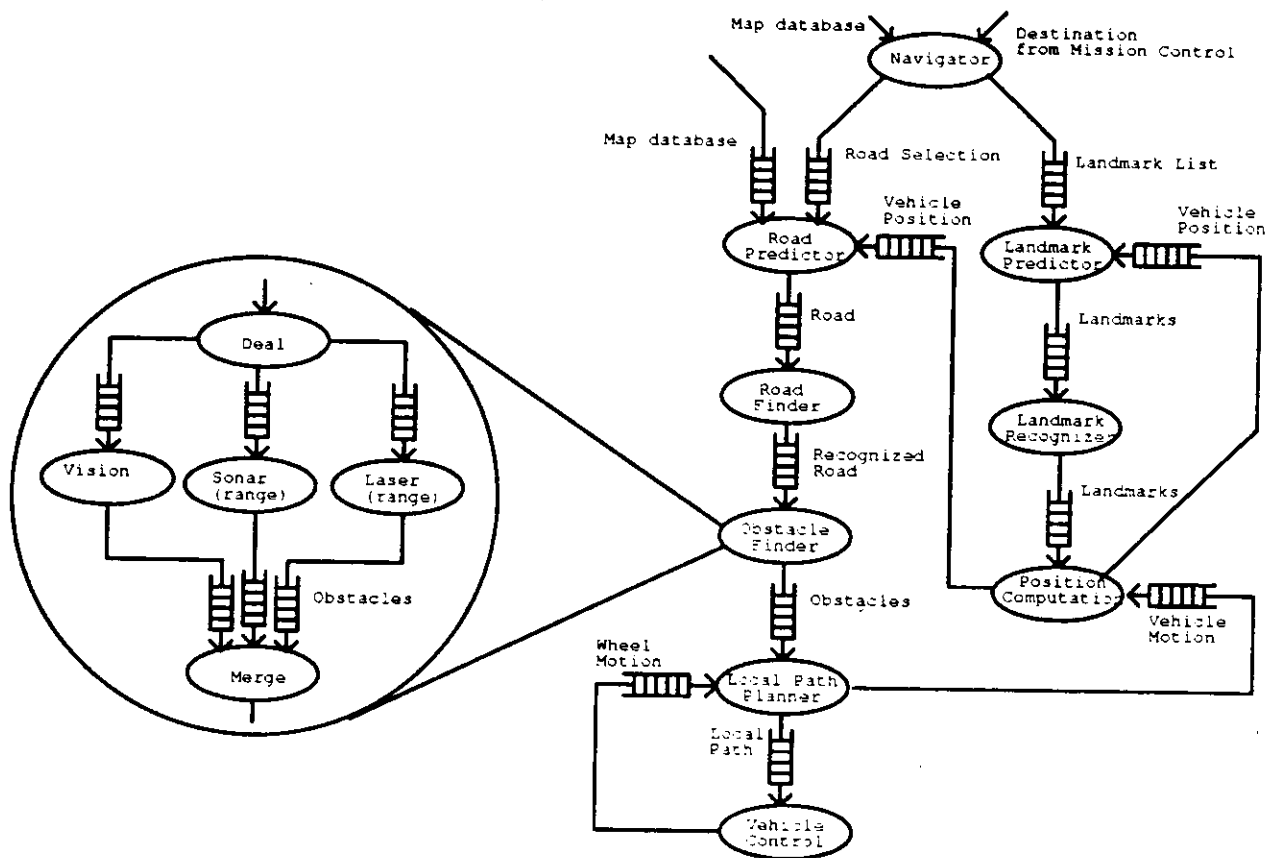 Map database
Destination
from Mission Control
Navigator
Map database
Road Selection
Landmark List
Vehicle
Position
Vehicle
Position
Road
Predictor
Landmark
Predictor
Road
Landmarks
Deal
Road
Finder
Landmark
Recognizer
Recognized
Road
Vision
Sonar
(range)
Laser
(range)
Landmarks
Obstacle
Finder
Position
Computation
Obstacles
Obstacles
Vehicle
Motion
Wheel
Motion
Merge
Local Path
Planner
Local
Path
Vehicle
Control